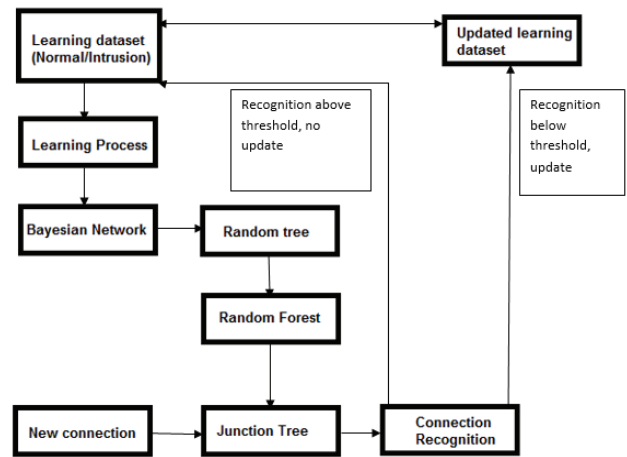 Learning dataset
(Normal/Intrusion)
Updated learning
dataset
Recognition above
threshold, no
update
Recognition
below
threshold,
update
Learning Process
Bayesian Network
Random tree
Random Forest
New connection
Junction Tree
Connection
Recognition